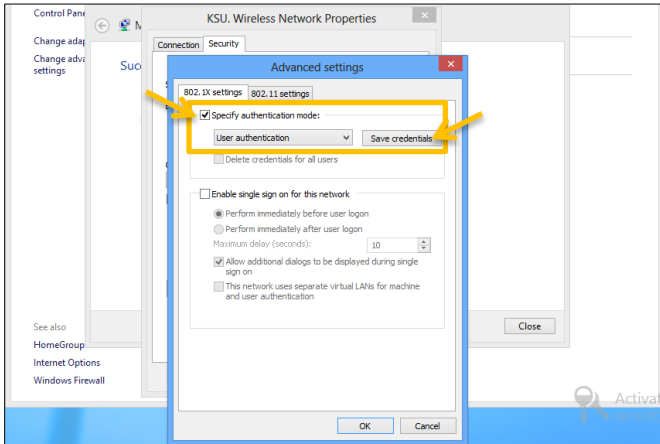 Control Pane
KSU. Wireless Network Properties
Change adap
Connection
Security
Change adva
settings
Suc
Advanced settings
802.1X settings
802.11 settings
Specify authentication mode:
User authentication
Save credentials
Delete credentials for all users
Enable single sign on for this network
Perform immediately before user logon
Perform immediately after user logon
Maximum delay (seconds):
10
Allow additional dialogs to be displayed during single
sign on
This network uses separate virtual LANs for machine
and user authentication
See also
HomeGroup
Internet Options
Windows Firewall
Close
Activat
OK
Cancel